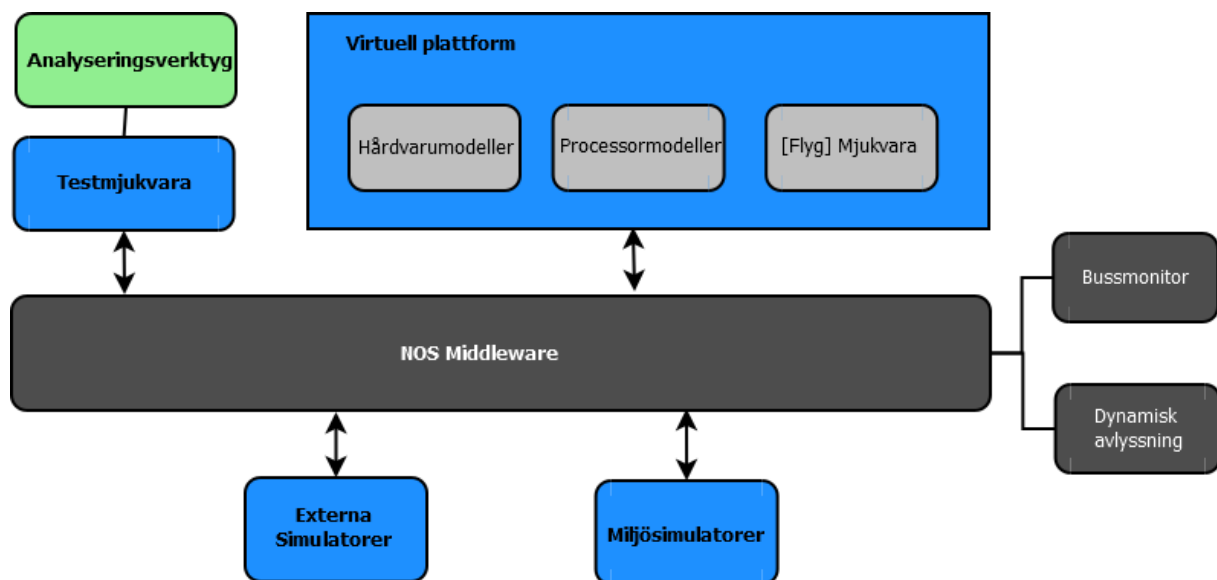 Analyseringsverktyg
Testmjukvara
Virtuell plattform
Hårdvarumodeller
Processormodeller
[Flyg] Mjukvara
NOS Middleware
Bussmonitor
Dynamisk
avlyssning
Externa
Simulatorer
Miljösimulatorer